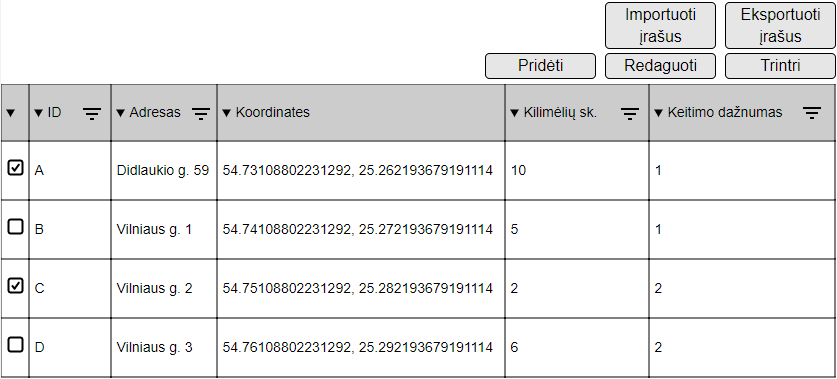 Importuoti įrašus
Eksportuoti įrašus
Pridėti
Redaguoti
Trintri
ID
Adresas
Koordinates
Kilimėlių sk.
Keitimo dažnumas
A
Didlaukio g. 59
54.73108802231292, 25.262193679191114
10
1
B
Vilniaus g. 1
54.74108802231292, 25.272193679191114
5
1
C
Vilniaus g. 2
54.75108802231292, 25.282193679191114
2
2
D
Vilniaus g. 3
54.76108802231292, 25.292193679191114
6
2